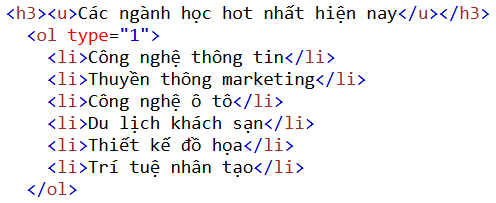 <h3><u>Các ngành học hot nhất hiện nay</u></h3>
<ol type="1">
<li>Công nghệ thông tin</li>
<li>Thuyền thông marketing</li>
<li>Công nghệ ô tô</li>
<li>Du lịch khách sạn</li>
<li>Thiết kế đồ họa</li>
<li>Trí tuệ nhân tạo</li>
</ol>